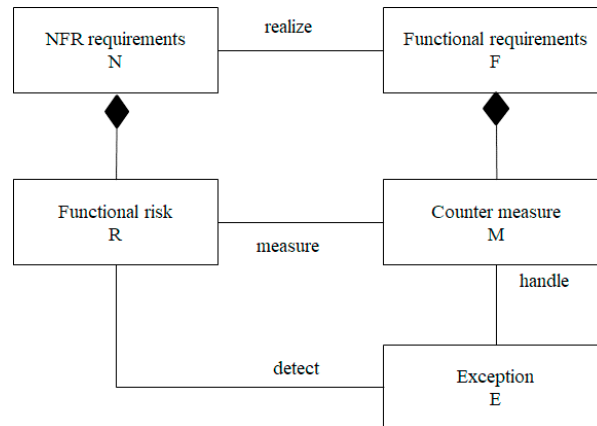 NFR requirements
N
realize
Functional requirements
F
Functional risk
R
measure
Counter measure
M
handle
detect
Exception
E